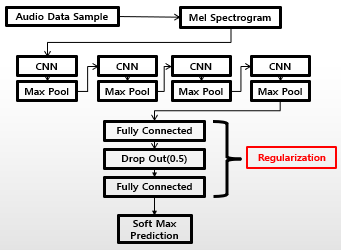 Audio Data Sample
Mel Spectrogram
CNN
CNN
CNN
CNN
Max Pool
Max Pool
Max Pool
Max Pool
Fully Connected
Drop Out(0.5)
Regularization
Fully Connected
Soft Max
Prediction